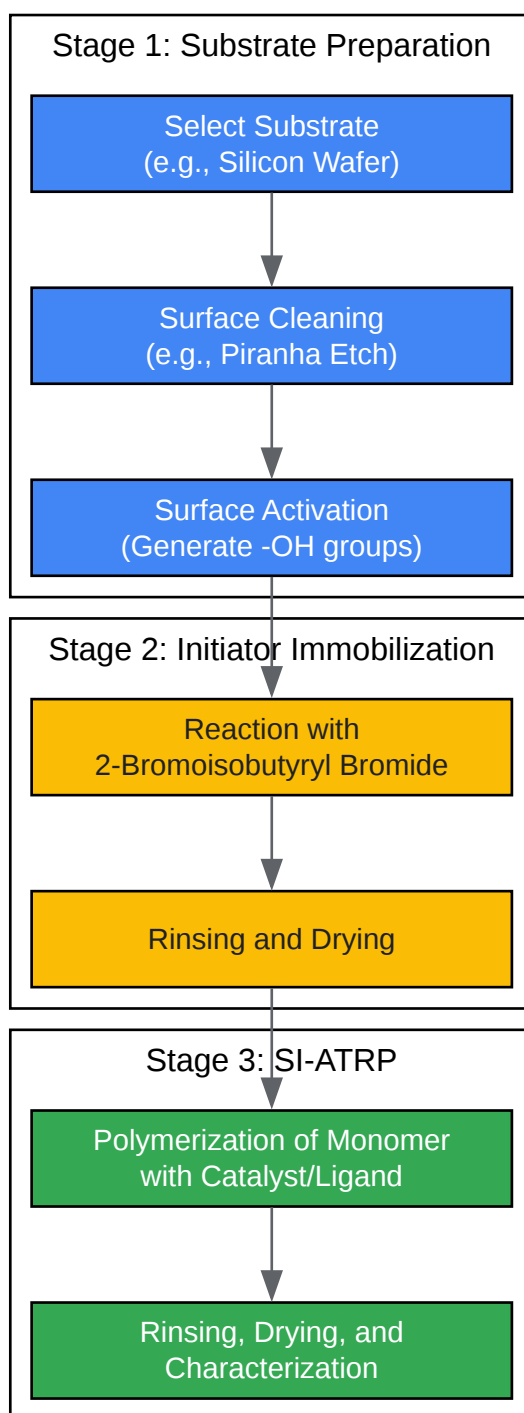 Stage 1: Substrate Preparation
Select Substrate
(e.g., Silicon Wafer)
Surface Cleaning
(e.g., Piranha Etch)
Surface Activation
(Generate -OH groups)
Stage 2: Initiator Immobilization
Reaction with
2-Bromoisobutyryl Bromide
Rinsing and Drying
Stage 3: SI-ATRP
Polymerization of Monomer
with Catalyst/Ligand
Rinsing, Drying, and
Characterization